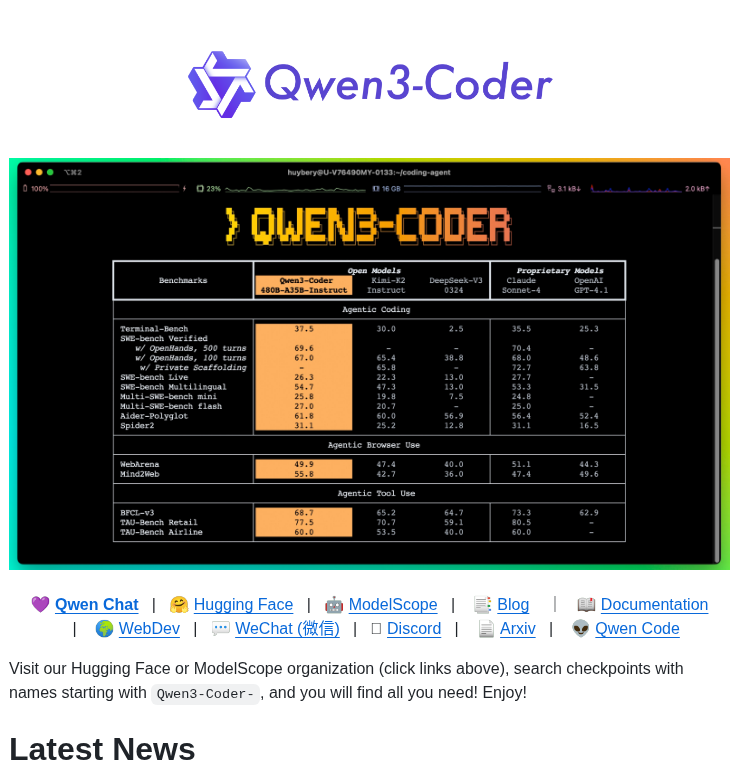 Qwen3-Coder
⌥⌘2 huybery@U-V76490MY-0133:~/coding-agent
100% 23% 16 GB 3.1 kB↓ 2.0 kB↑
QWEN3-CODER
Open Models Proprietary Models
Benchmarks Qwen3-Coder Kimi-K2 DeepSeek-V3 Claude OpenAI
480B-A35B-Instruct Instruct 0324 Sonnet-4 GPT-4.1
Agentic Coding
Terminal-Bench 37.5 30.0 2.5 35.5 25.3
SWE-bench Verified
w/ OpenHands, 500 turns 69.6 – – 70.4 –
w/ OpenHands, 100 turns 67.0 65.4 38.8 68.0 48.6
w/ Private Scaffolding – 65.8 – 72.7 63.8
SWE-bench Live 26.3 22.3 13.0 27.7 –
SWE-bench Multilingual 54.7 47.3 13.0 53.3 31.5
Multi-SWE-bench mini 25.8 19.8 7.5 24.8 –
Multi-SWE-bench flash 27.0 20.7 – 25.0 –
Aider-Polyglot 61.8 60.0 56.9 56.4 52.4
Spider2 31.1 25.2 12.8 31.1 16.5
Agentic Browser Use
WebArena 49.9 47.4 40.0 51.1 44.3
Mind2Web 55.8 42.7 36.0 47.4 49.6
Agentic Tool Use
BFCL-v3 68.7 65.2 64.7 73.3 62.9
TAU-Bench Retail 77.5 70.7 59.1 80.5 –
TAU-Bench Airline 60.0 53.5 40.0 60.0 –
💜 Qwen Chat | 🤗 Hugging Face | 🤖 ModelScope | 📑 Blog | 📖 Documentation
| 🌍 WebDev | 💬 WeChat (微信) | Discord | 📄 Arxiv | 👽 Qwen Code
Visit our Hugging Face or ModelScope organization (click links above), search checkpoints with
names starting with Qwen3-Coder- , and you will find all you need! Enjoy!
Latest News